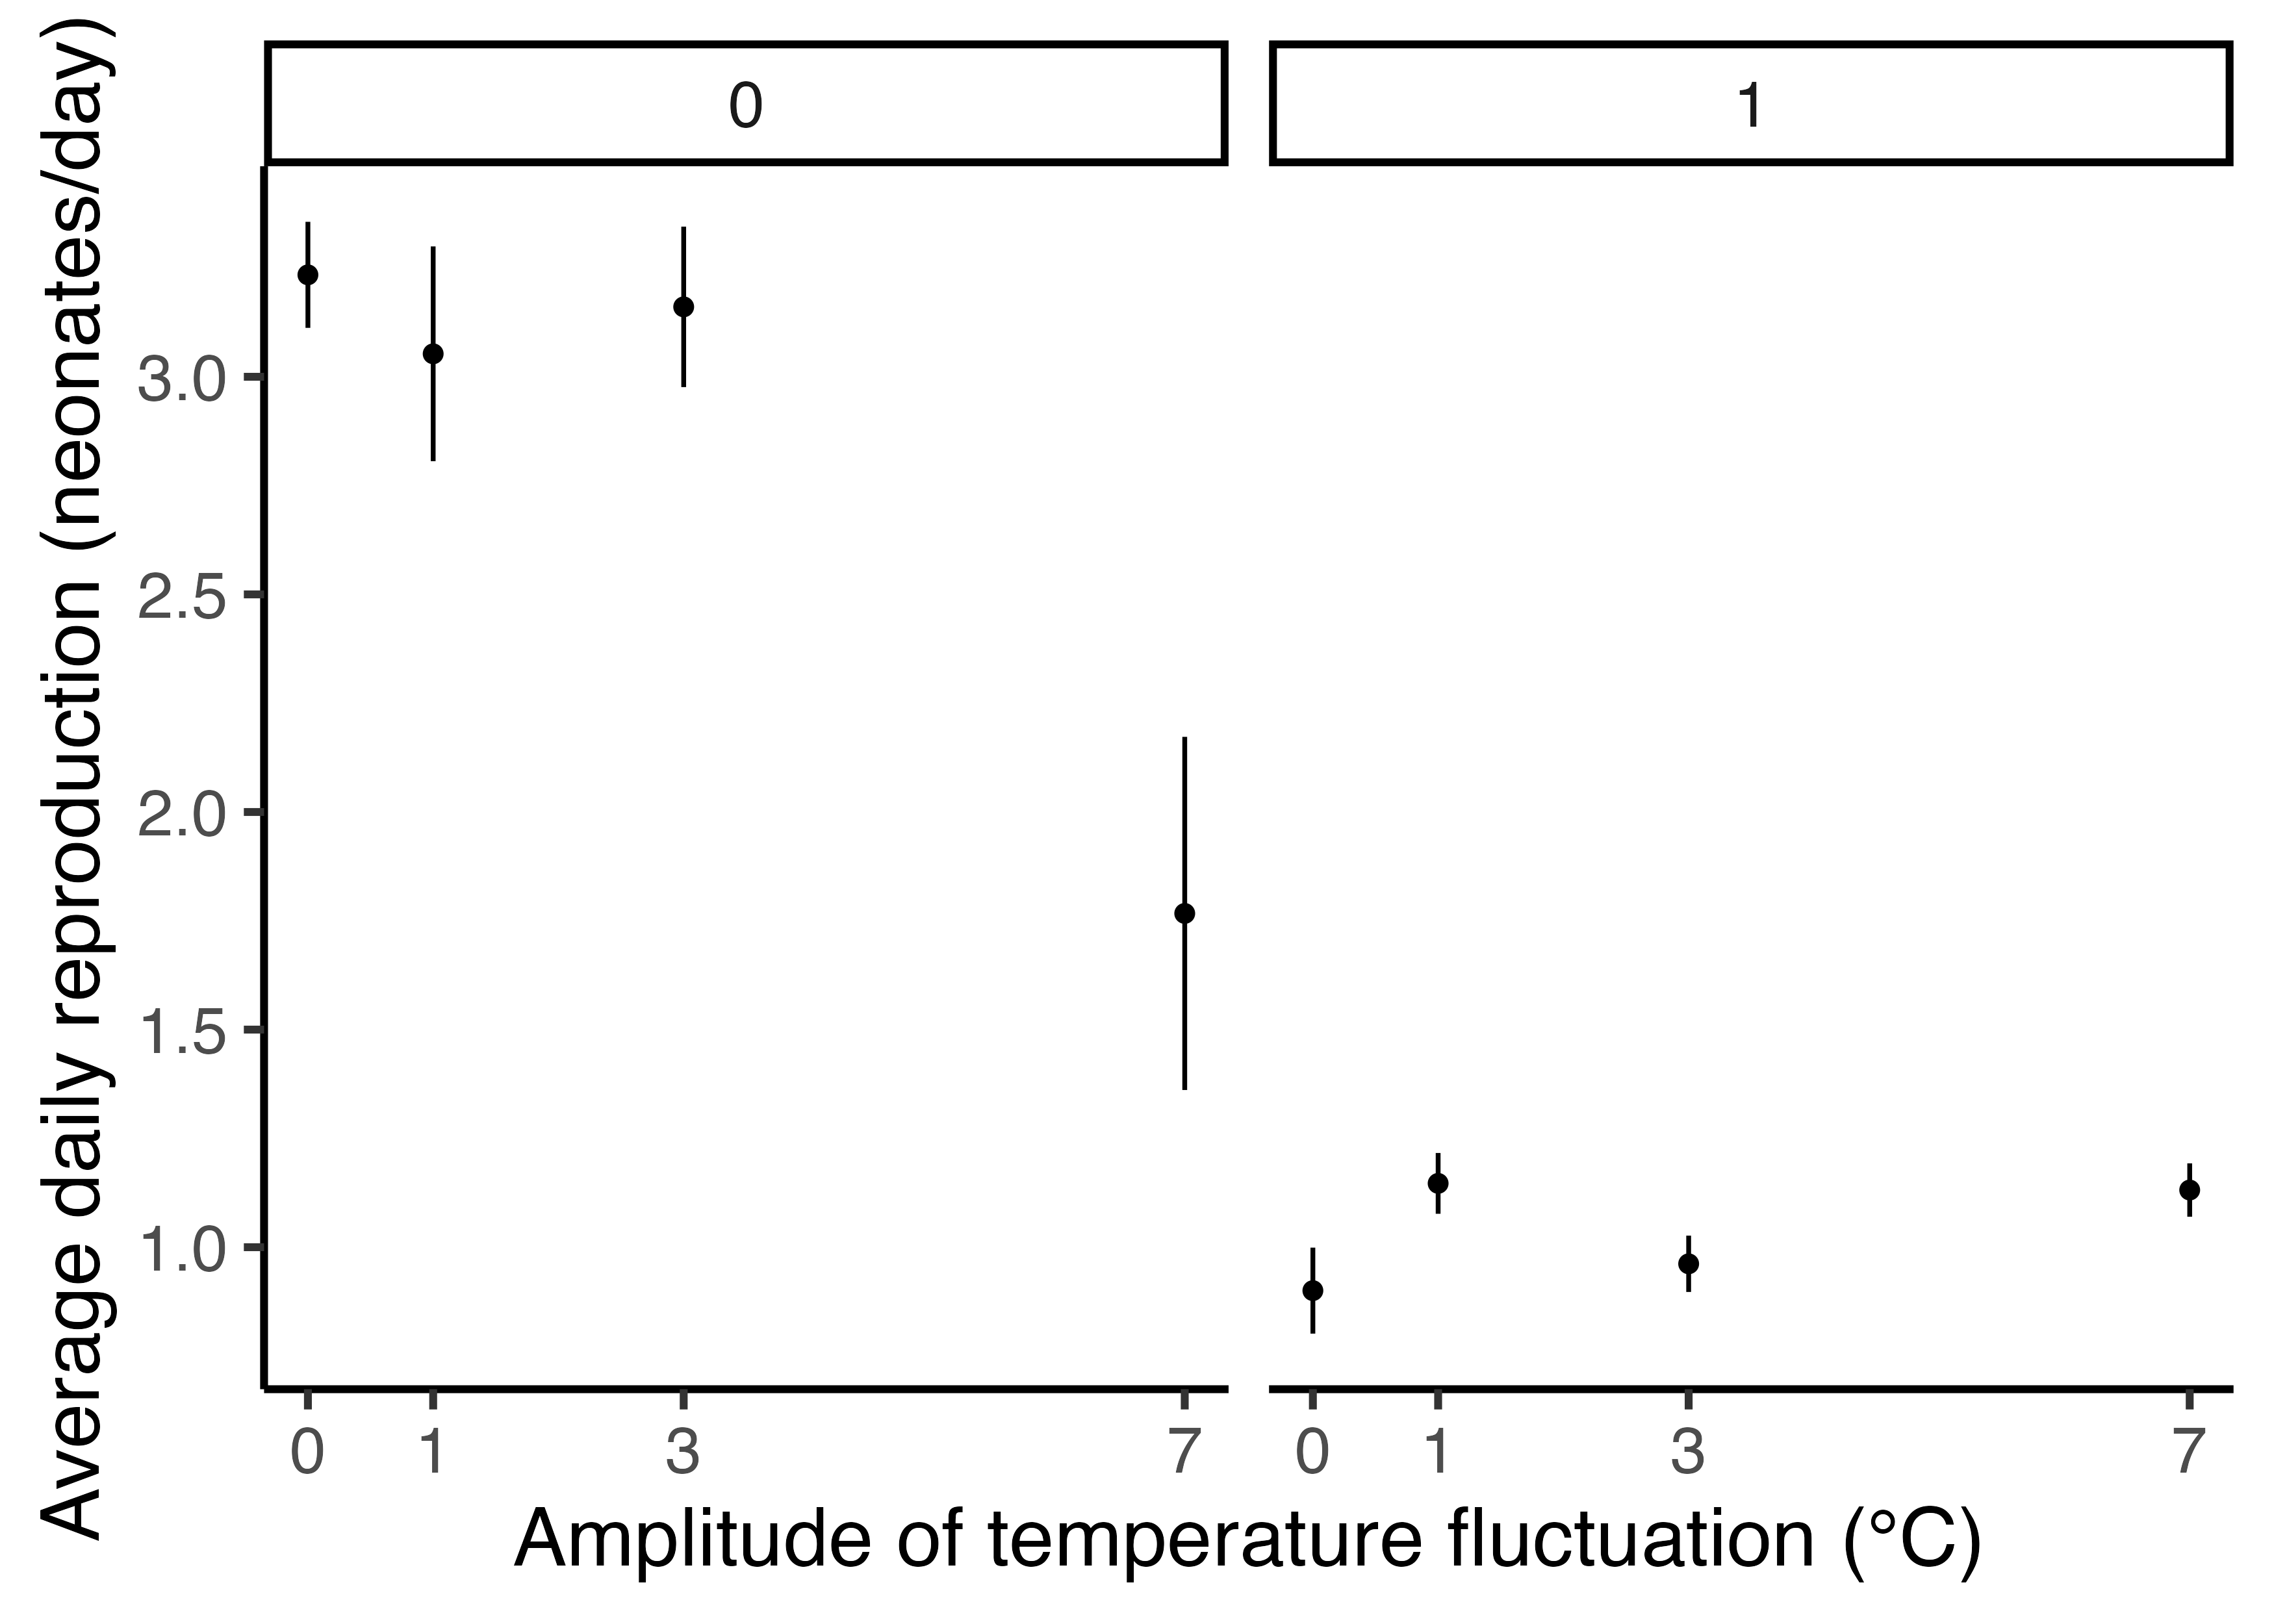 0
1
Average daily reproduction (neonates/day)
3.0
2.5
2.0
1.5
1.0
0 1 3 7 0 1 3 7
Amplitude of temperature fluctuation (°C)